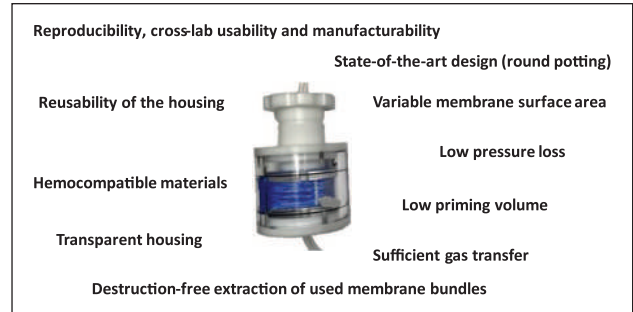 Reproducibility, cross-lab usability and manufacturability
State-of-the-art design (round potting)
Reusability of the housing
Variable membrane surface area
Low pressure loss
Hemocompatible materials
Low priming volume
Transparent housing
Sufficient gas transfer
Destruction-free extraction of used membrane bundles